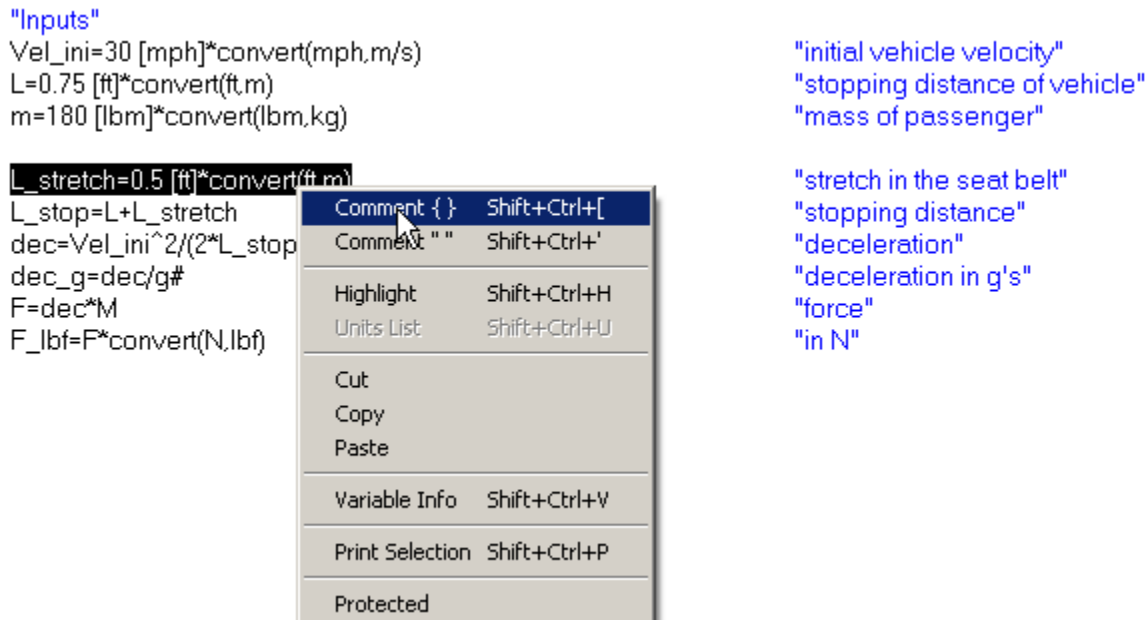 "Inputs"
Vel_ini=30 [mph]*convert(mph,m/s) "initial vehicle velocity"
L=0.75 [ft]*convert(ft,m) "stopping distance of vehicle"
m=180 [lbm]*convert(lbm,kg) "mass of passenger"
L_stretch=0.5 [ft]*convert(ft,m) "stretch in the seat belt"
L_stop=L+L_stretch "stopping distance"
dec=Vel_ini^2/(2*L_stop "deceleration"
dec_g=dec/g# "deceleration in g's"
F=dec*M "force"
F_lbf=F*convert(N,lbf) "in N"
Comment { } Shift+Ctrl+[
Comment " " Shift+Ctrl+'
Highlight Shift+Ctrl+H
Units List Shift+Ctrl+U
Cut
Copy
Paste
Variable Info Shift+Ctrl+V
Print Selection Shift+Ctrl+P
Protected